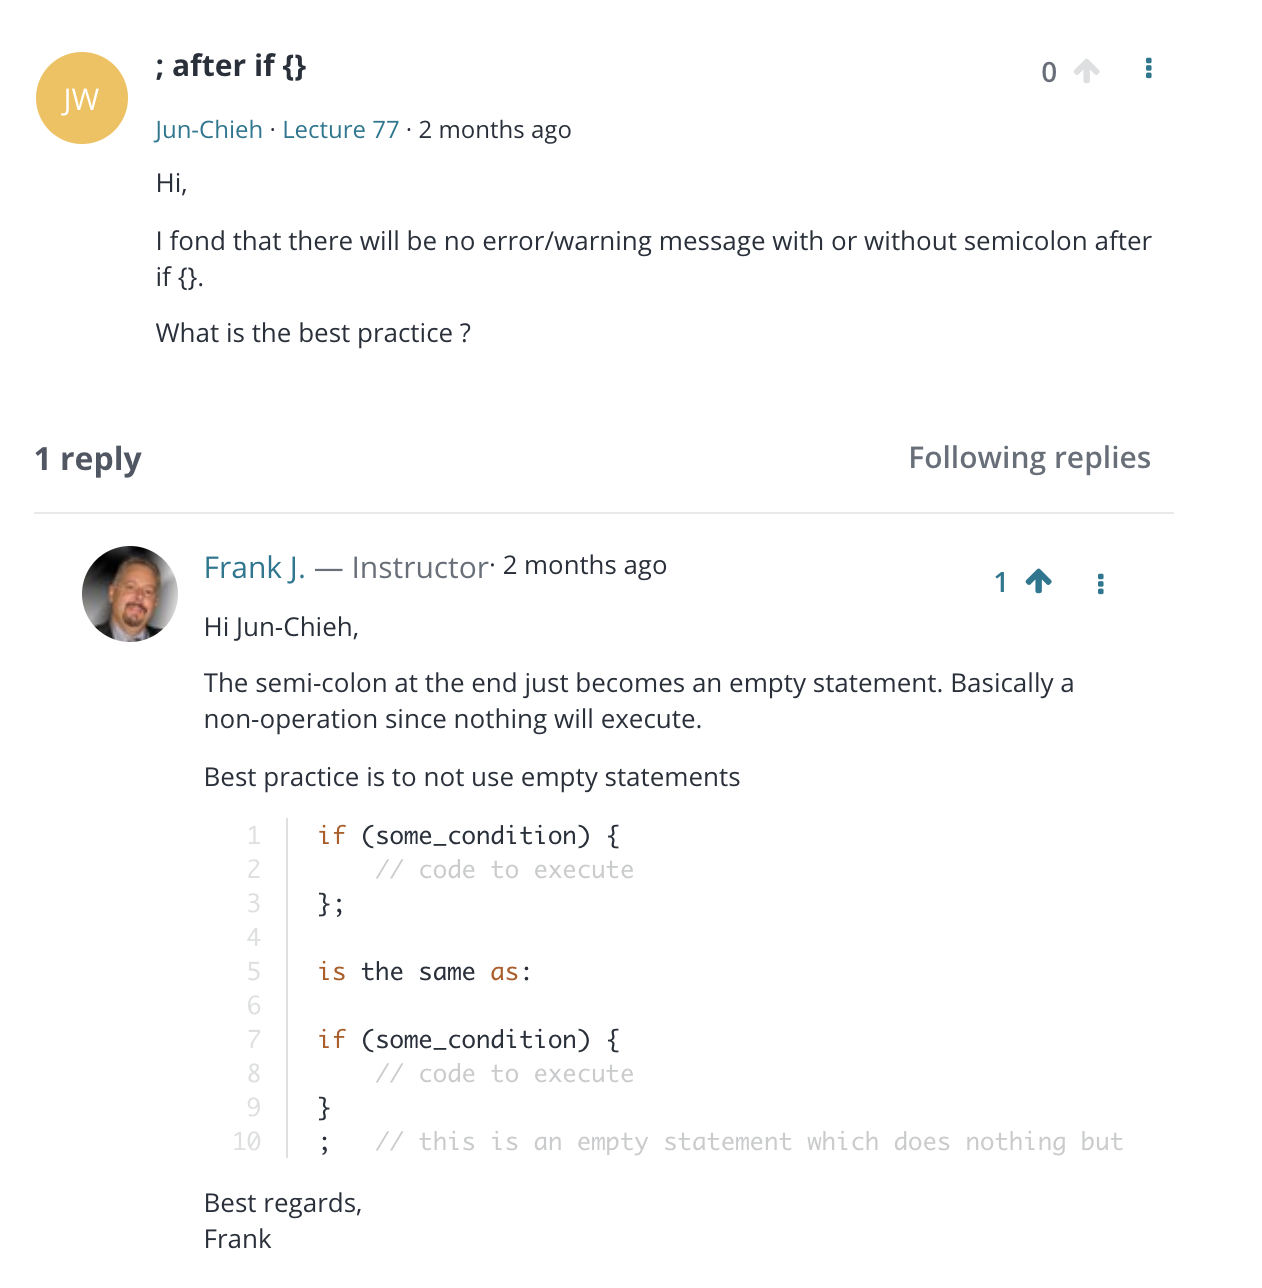 JW
; after if {}
0
Jun-Chieh · Lecture 77 · 2 months ago
Hi,
I fond that there will be no error/warning message with or without semicolon after
if {}.
What is the best practice ?
1 reply
Following replies
Frank J. — Instructor· 2 months ago
1
Hi Jun-Chieh,
The semi-colon at the end just becomes an empty statement. Basically a
non-operation since nothing will execute.
Best practice is to not use empty statements
1 if (some_condition) {
2     // code to execute
3 };
4
5 is the same as:
6
7 if (some_condition) {
8     // code to execute
9 }
10 ;   // this is an empty statement which does nothing but
Best regards,
Frank